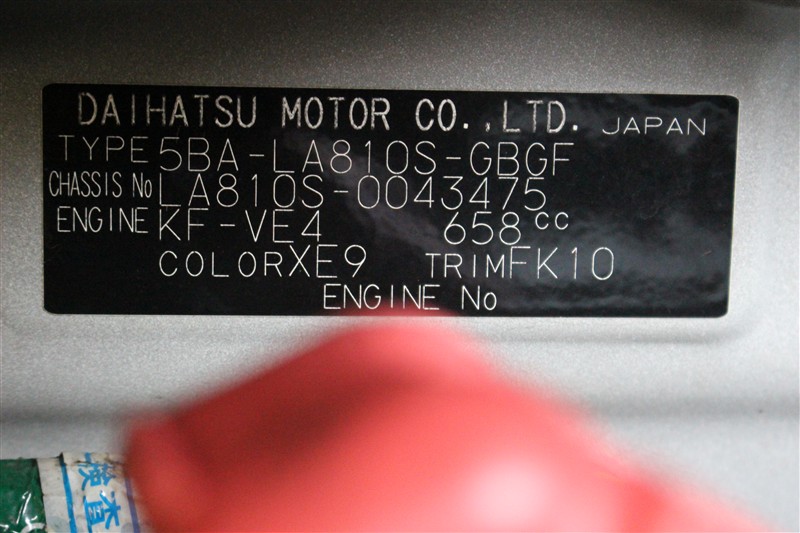 DAIHATSU MOTOR CO.,LTD. JAPAN
TYPE 5BA-LA810S-GBGF
CHASSIS No LA810S-0043475
ENGINE KF-VE4 658cc
COLOR XE9 TRIM FK10
ENGINE No